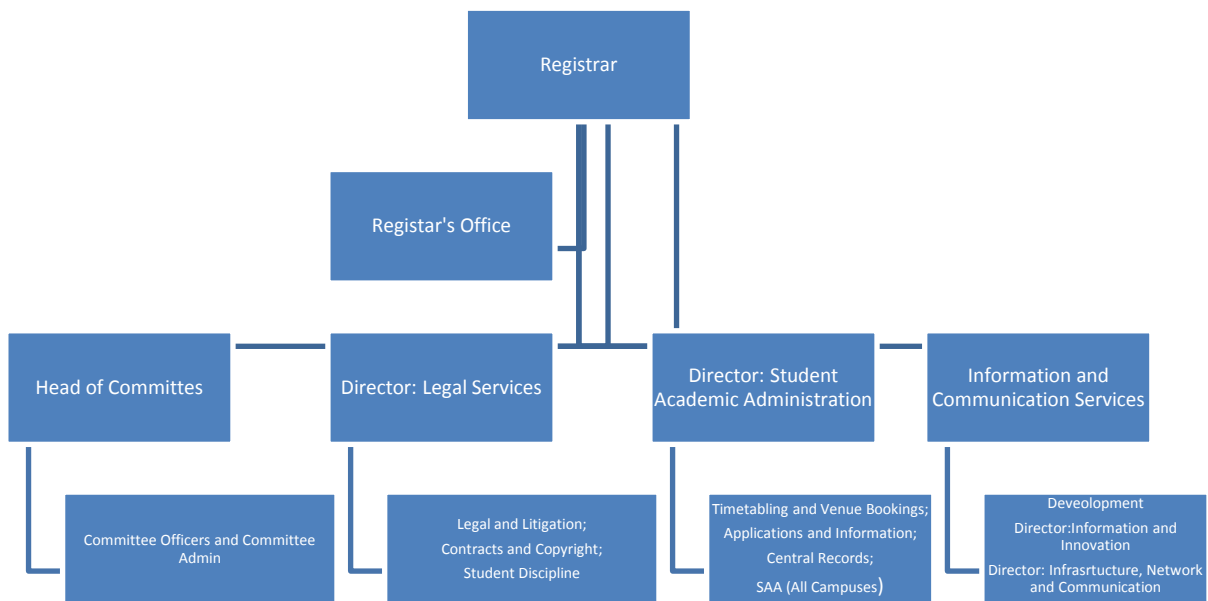 Registrar
Registar's Office
Head of Committes
Director: Legal Services
Director: Student
Academic Administration
Information and
Communication Services
Committee Officers and Committee
Admin
Legal and Litigation;
Contracts and Copyright;
Student Discipline
Timetabling and Venue Bookings;
Applications and Information;
Central Records;
SAA (All Campuses)
Deveolopment
Director:Information and
Innovation
Director: Infrasrtucture, Network
and Communication